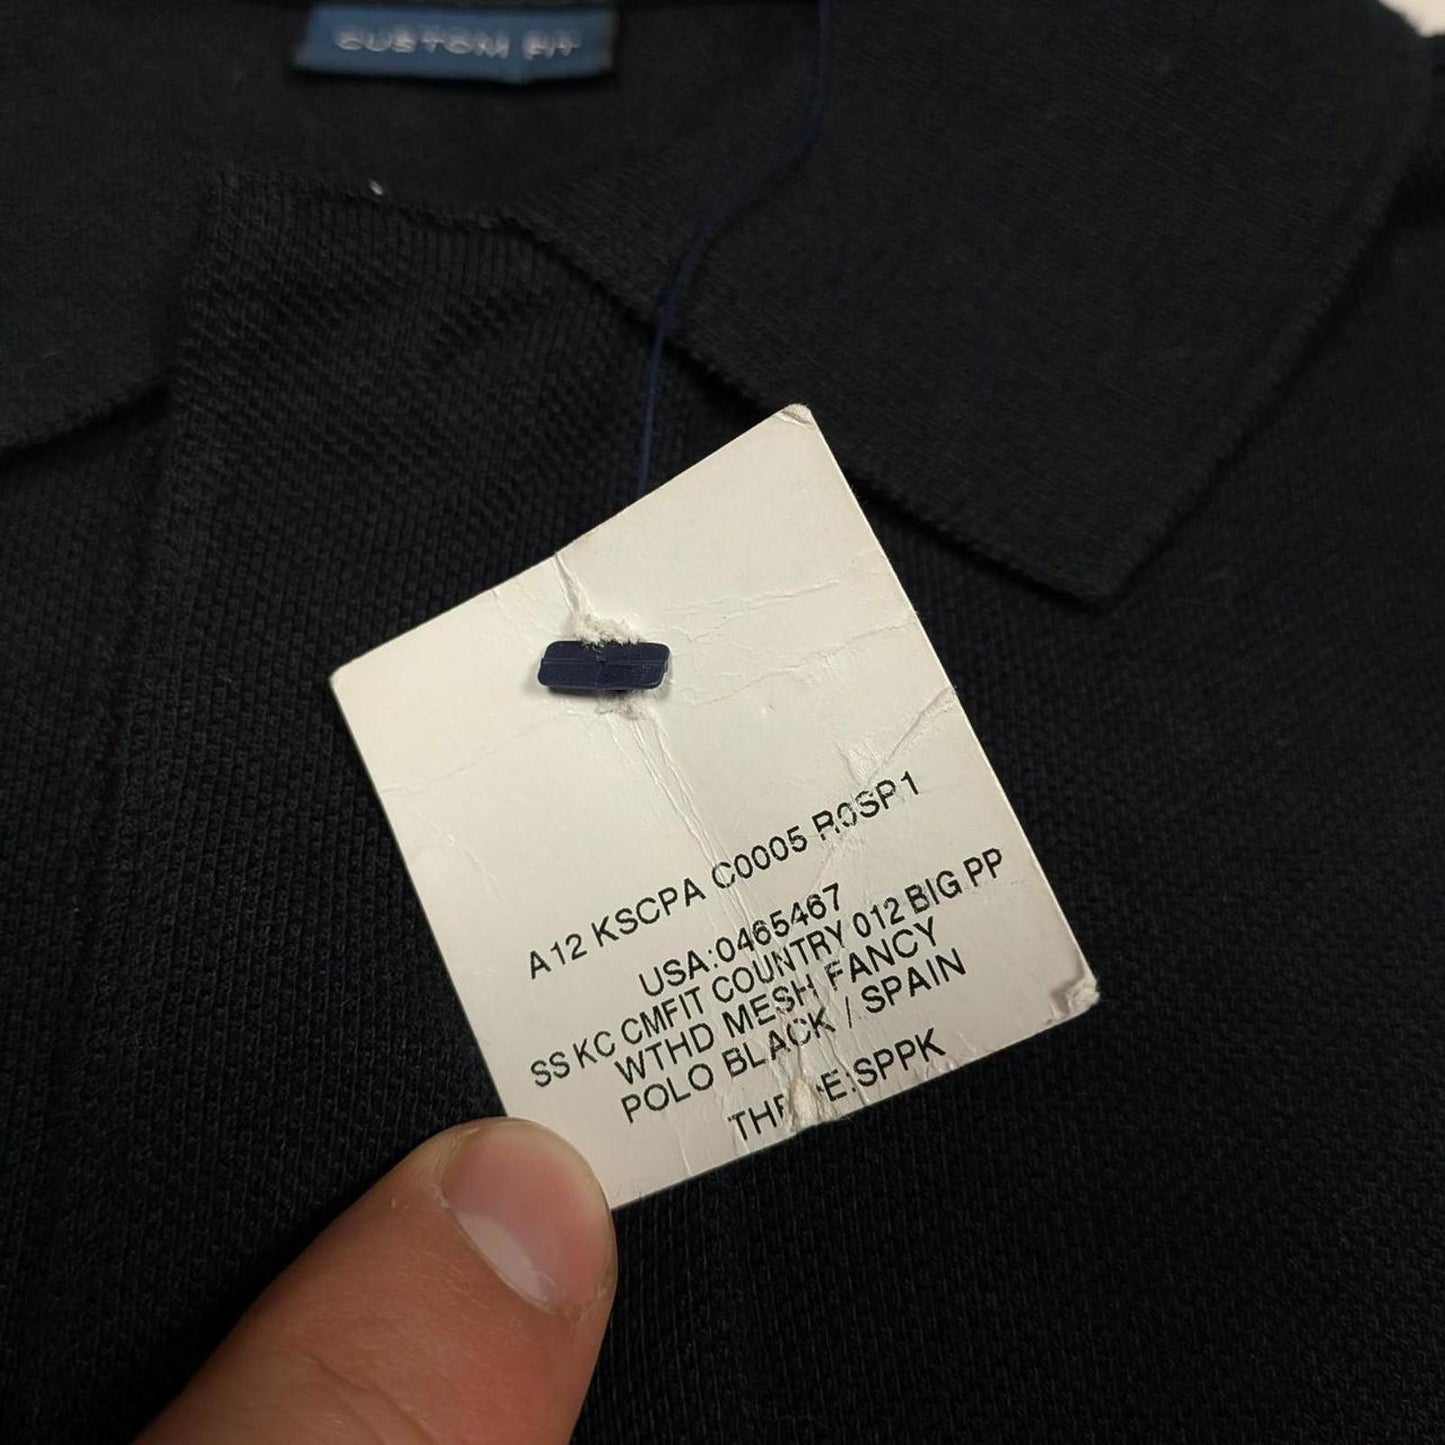 CUSTOM FIT
A12 KSCPA C0005 R0SP1
USA:0465467
SS KC CMFIT COUNTRY 012 BIG PP
WTHD MESH FANCY
POLO BLACK / SPAIN
E:SPPK